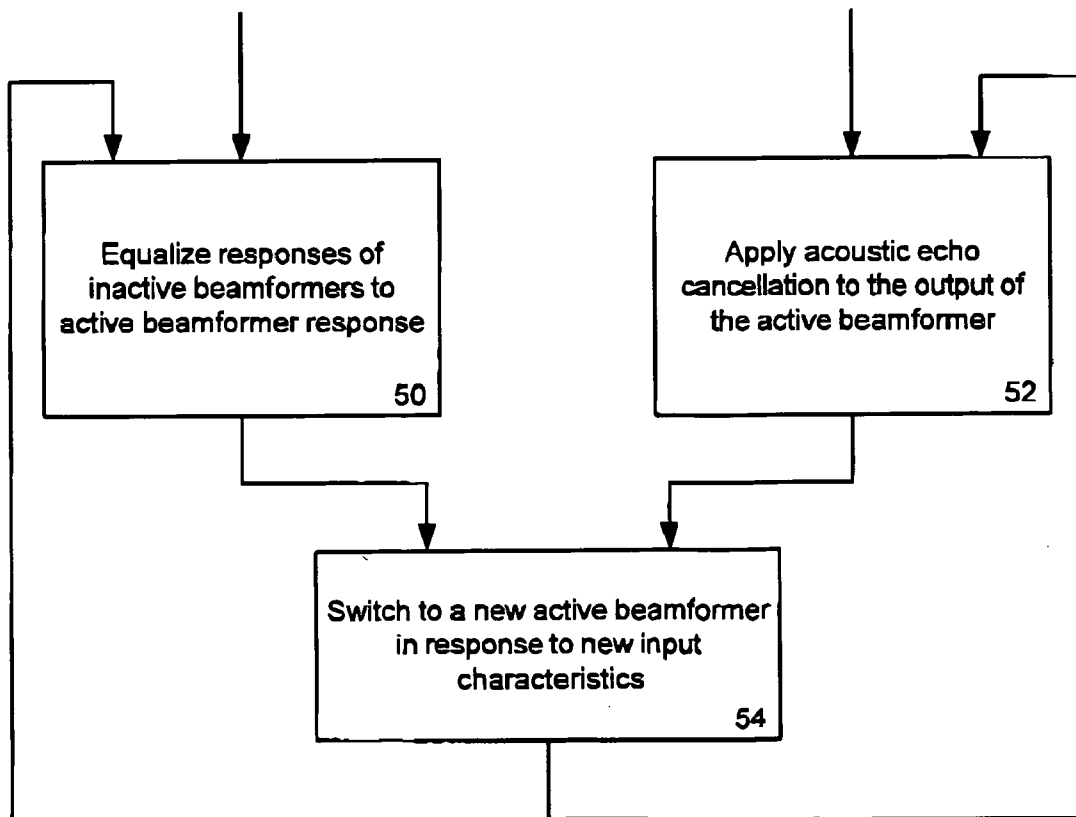 Equalize responses of
inactive beamformers to
active beamformer response
50
Apply acoustic echo
cancellation to the output of
the active beamformer
52
Switch to a new active beamformer
in response to new input
characteristics
54